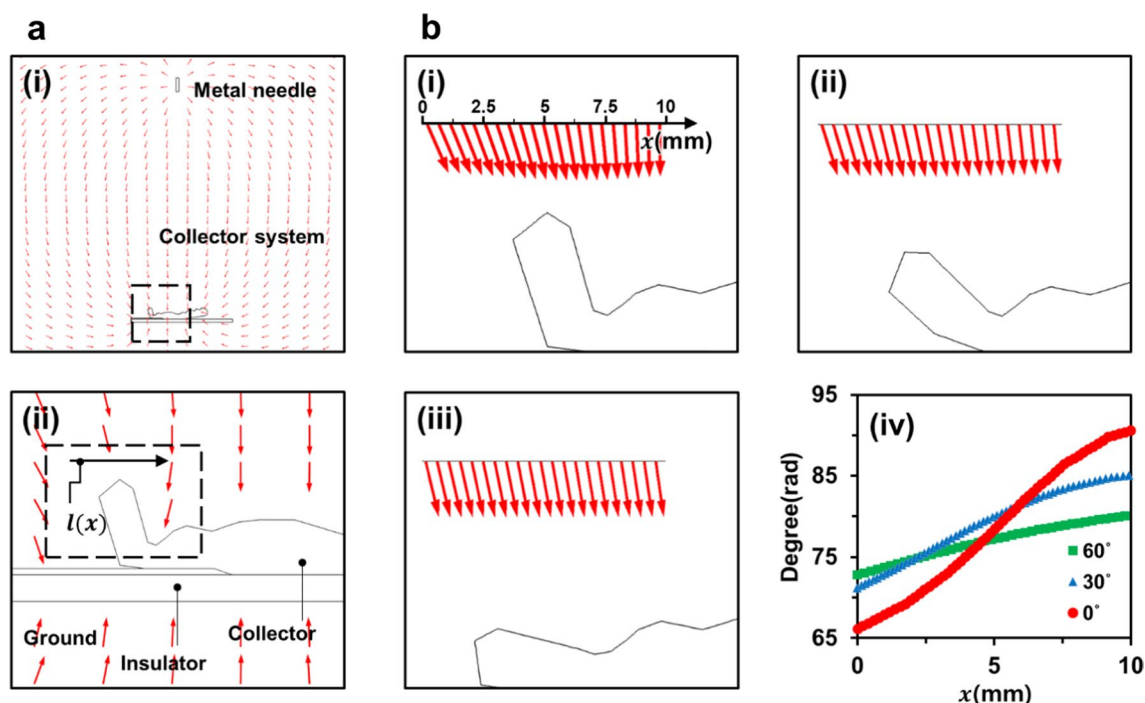 a
b
(i)
Metal needle
Collector system
(i)
0 2.5 5 7.5 10
x(mm)
(ii)
(ii)
l(x)
Ground
Insulator
Collector
(iii)
(iv)
Degree(rad)
95
85
75
65
60°
30°
0°
0 5 10
x(mm)